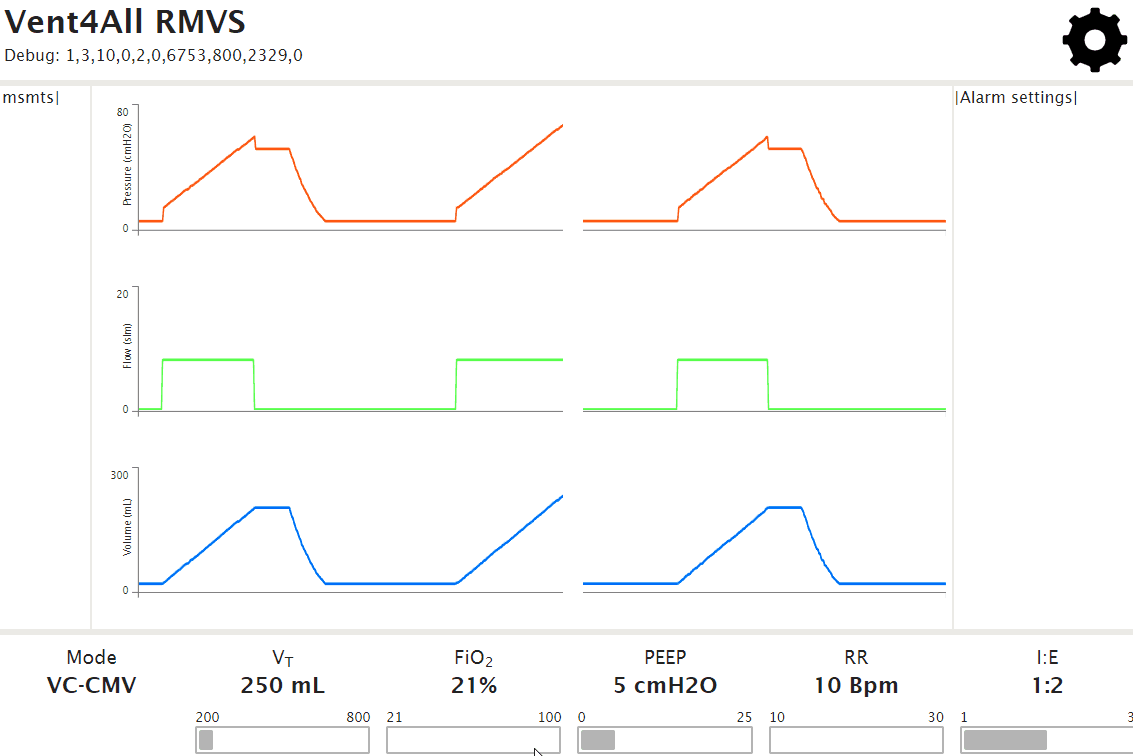 Vent4All RMVS
Debug: 1,3,10,0,2,0,6753,800,2329,0
msmts|
|Alarm settings|
80
Pressure (cmH2O)
0
20
Flow (slm)
0
300
Volume (mL)
0
Mode VT FiO2 PEEP RR I:E
VC-CMV 250 mL 21% 5 cmH2O 10 Bpm 1:2
200 800 21 100 0 25 10 30 1 3